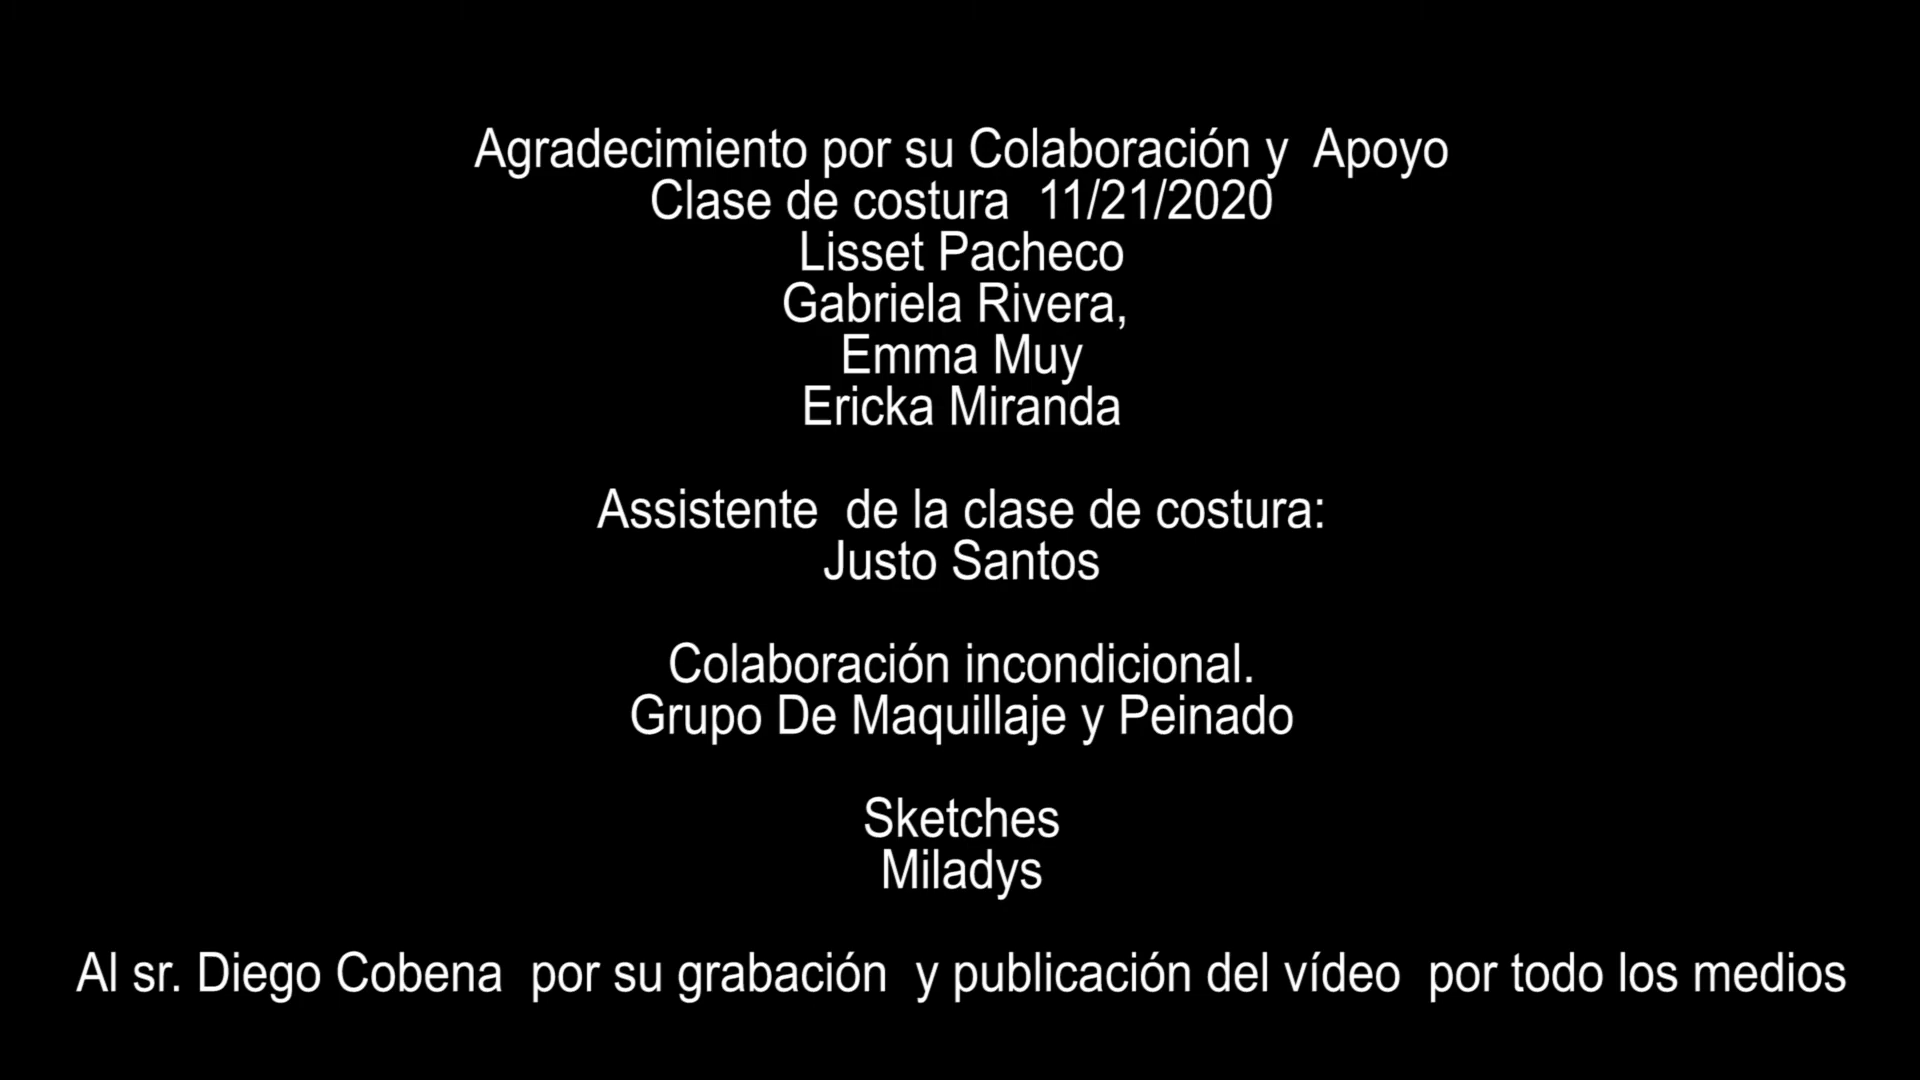 Agradecimiento por su Colaboración y  Apoyo
Clase de costura  11/21/2020
Lisset Pacheco
Gabriela Rivera,
Emma Muy
Ericka Miranda
Assistente  de la clase de costura:
Justo Santos
Colaboración incondicional.
Grupo De Maquillaje y Peinado
Sketches
Miladys
Al sr. Diego Cobena  por su grabación  y publicación del vídeo  por todo los medios